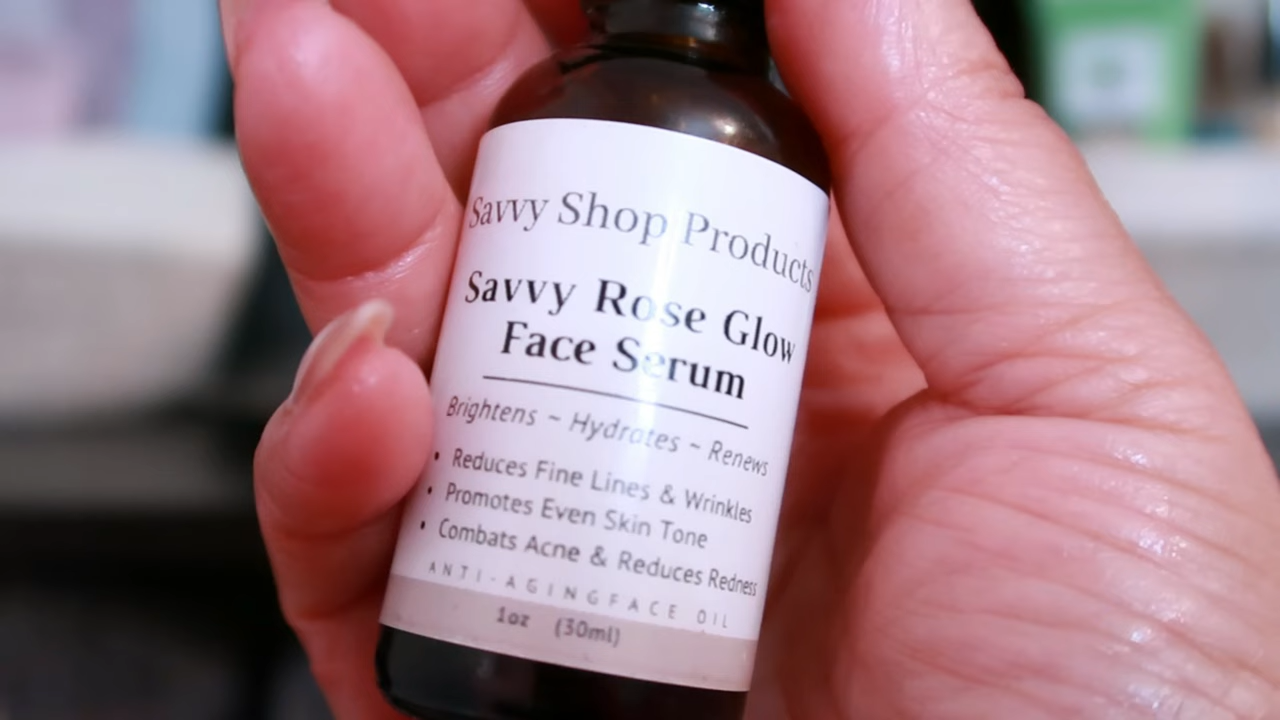 Savvy Shop Products
Savvy Rose Glow
Face Serum
Brightens ~ Hydrates ~ Renews
• Reduces Fine Lines & Wrinkles
• Promotes Even Skin Tone
• Combats Acne & Reduces Redness
ANTI-AGINGFACE OIL
1oz (30ml)